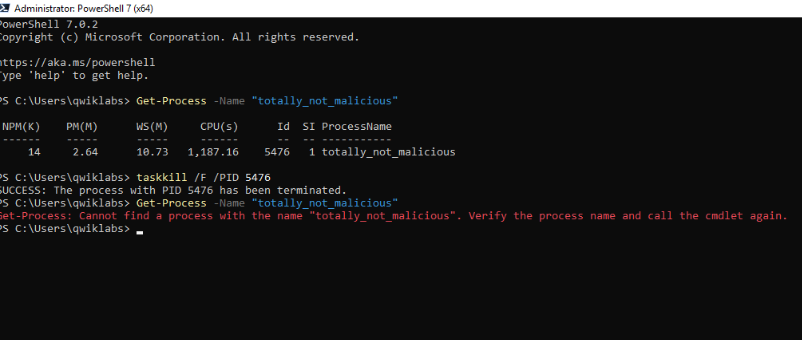 Administrator: PowerShell 7 (x64)
PowerShell 7.0.2
Copyright (c) Microsoft Corporation. All rights reserved.
https://aka.ms/powershell
Type 'help' to get help.
PS C:\Users\qwiklabs> Get-Process -Name "totally_not_malicious"
NPM(K) PM(M) WS(M) CPU(s) Id SI ProcessName
------ ----- ----- ------ -- -- -----------
14 2.64 10.73 1,187.16 5476 1 totally_not_malicious
PS C:\Users\qwiklabs> taskkill /F /PID 5476
SUCCESS: The process with PID 5476 has been terminated.
PS C:\Users\qwiklabs> Get-Process -Name "totally_not_malicious"
Get-Process: Cannot find a process with the name "totally_not_malicious". Verify the process name and call the cmdlet again.
PS C:\Users\qwiklabs>